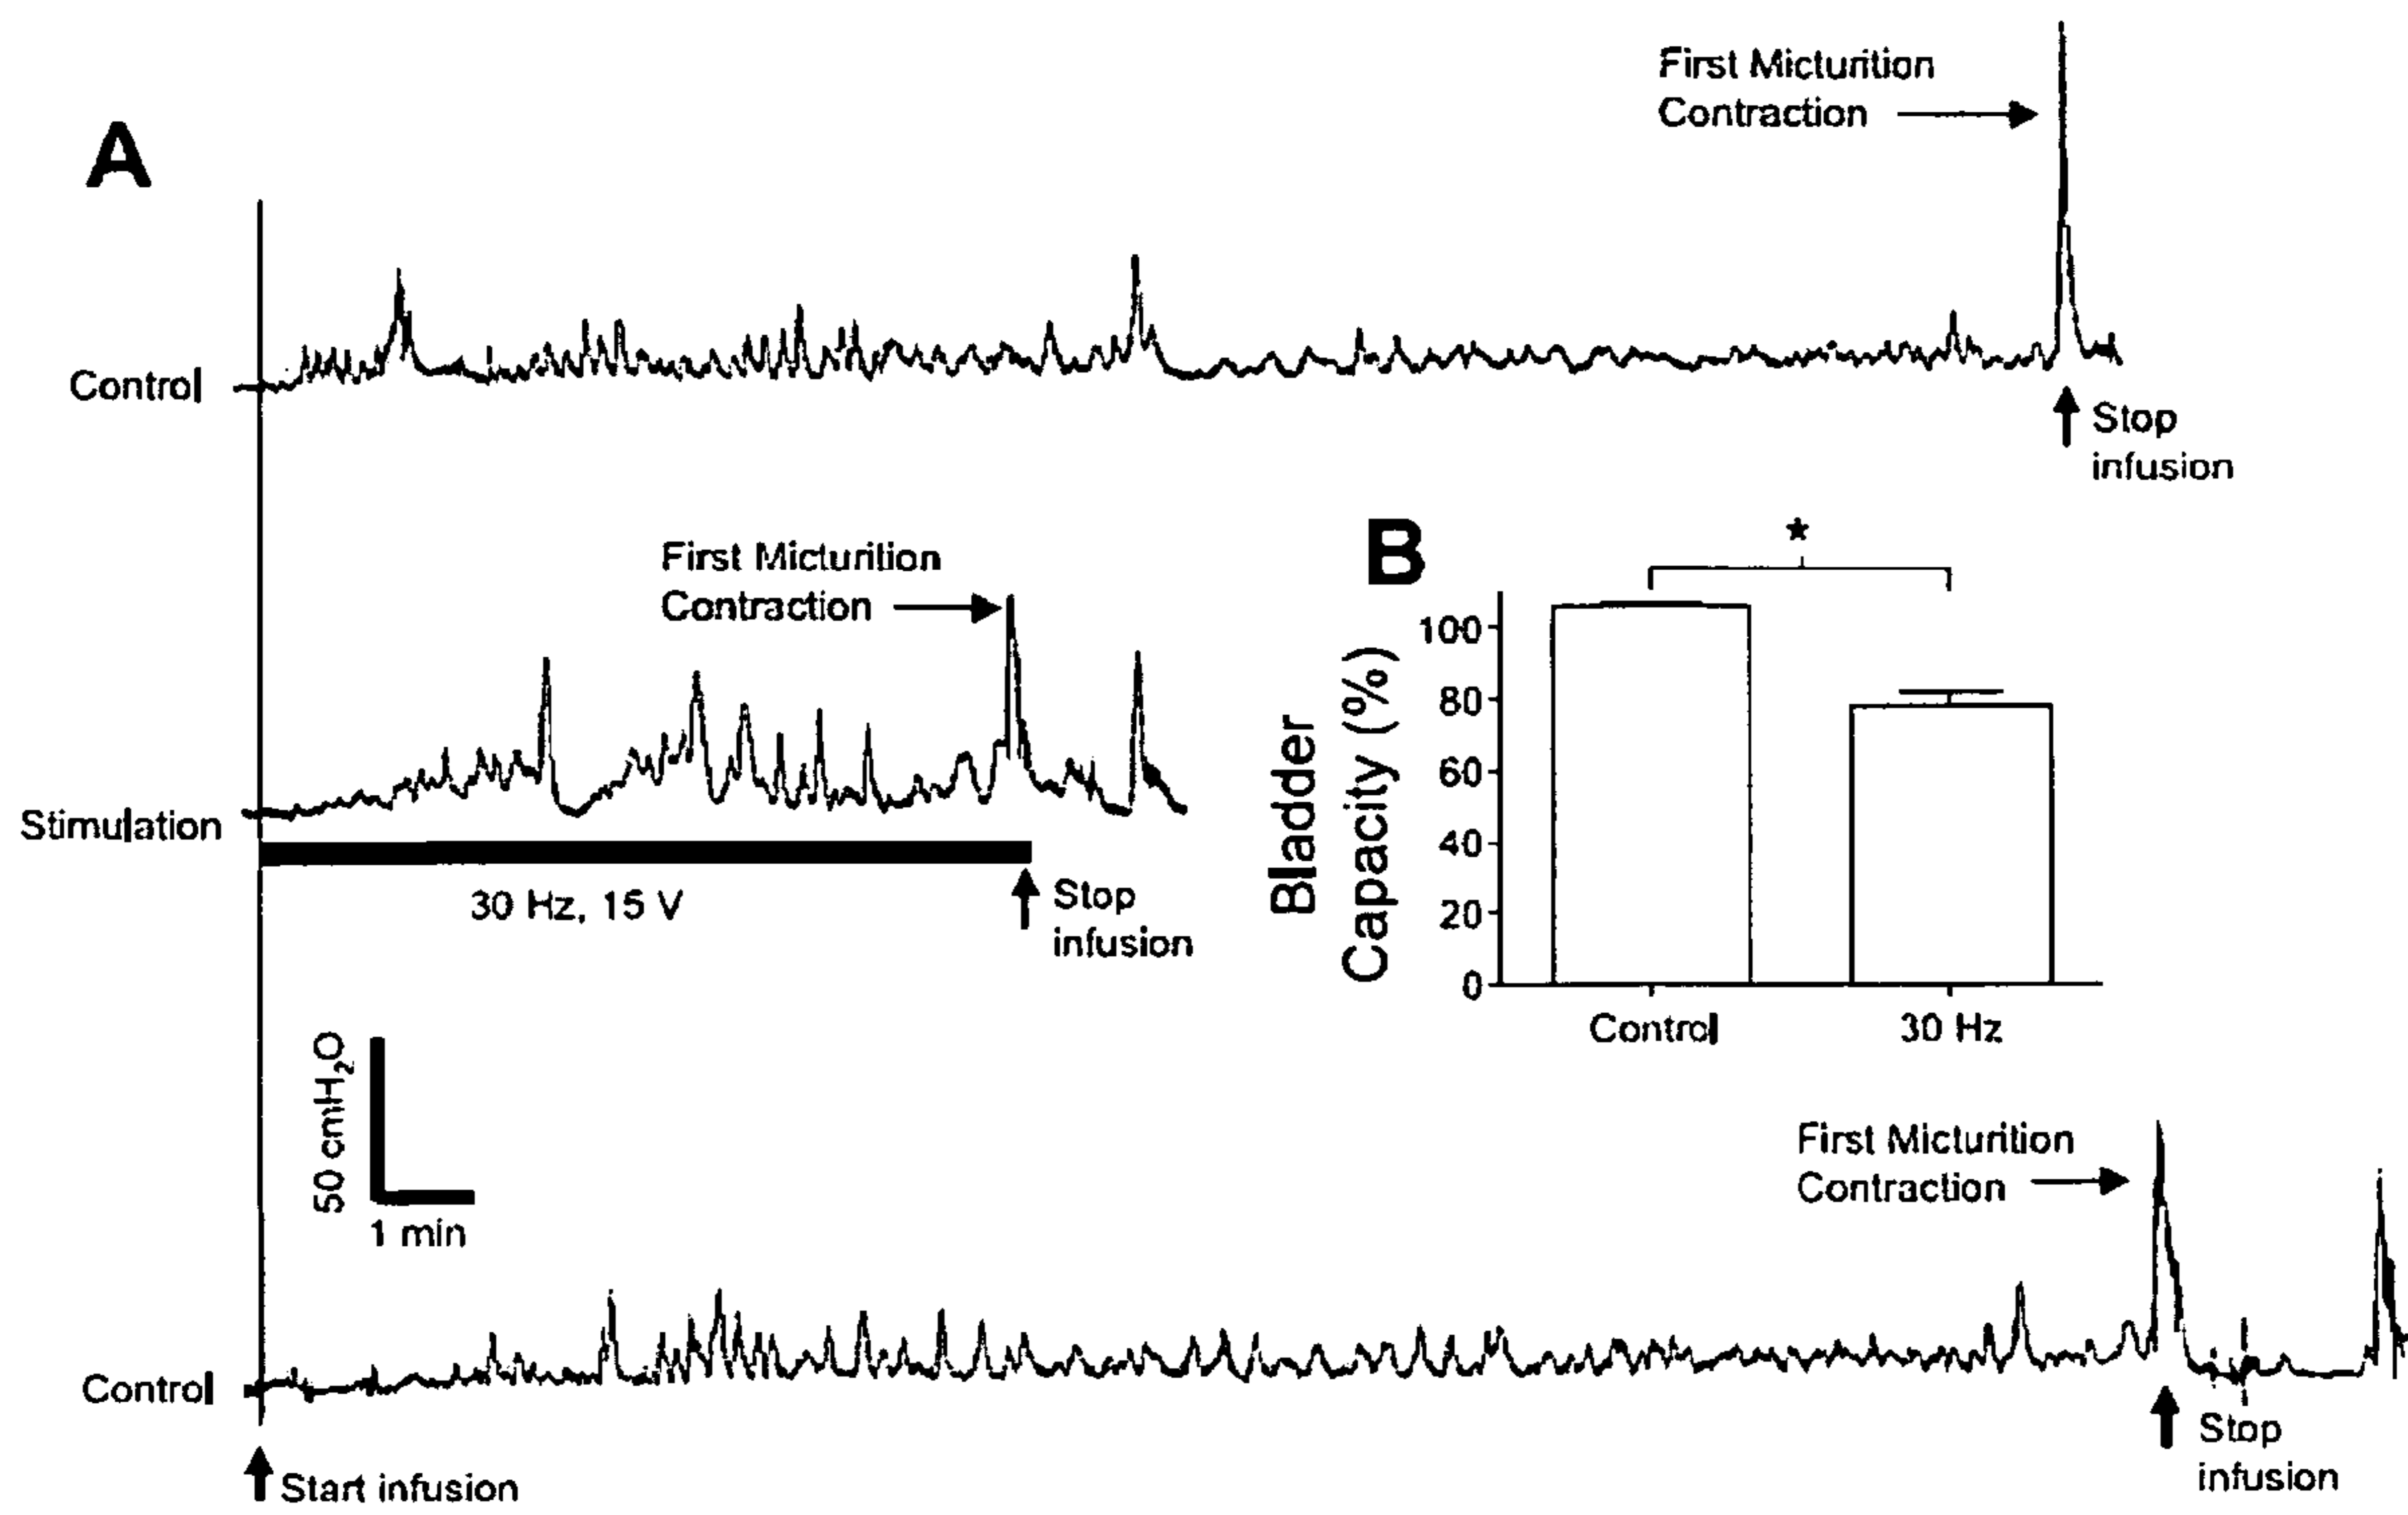 First Micturition
Contraction
A
Control
Stop
infusion
First Micturition
Contraction
Stimulation
30 Hz, 15 V
Stop
infusion
B
*
Bladder
Capacity (%)
100
80
60
40
20
0
Control
30 Hz
50 cmH₂O
1 min
First Micturition
Contraction
Control
Stop
infusion
Start infusion